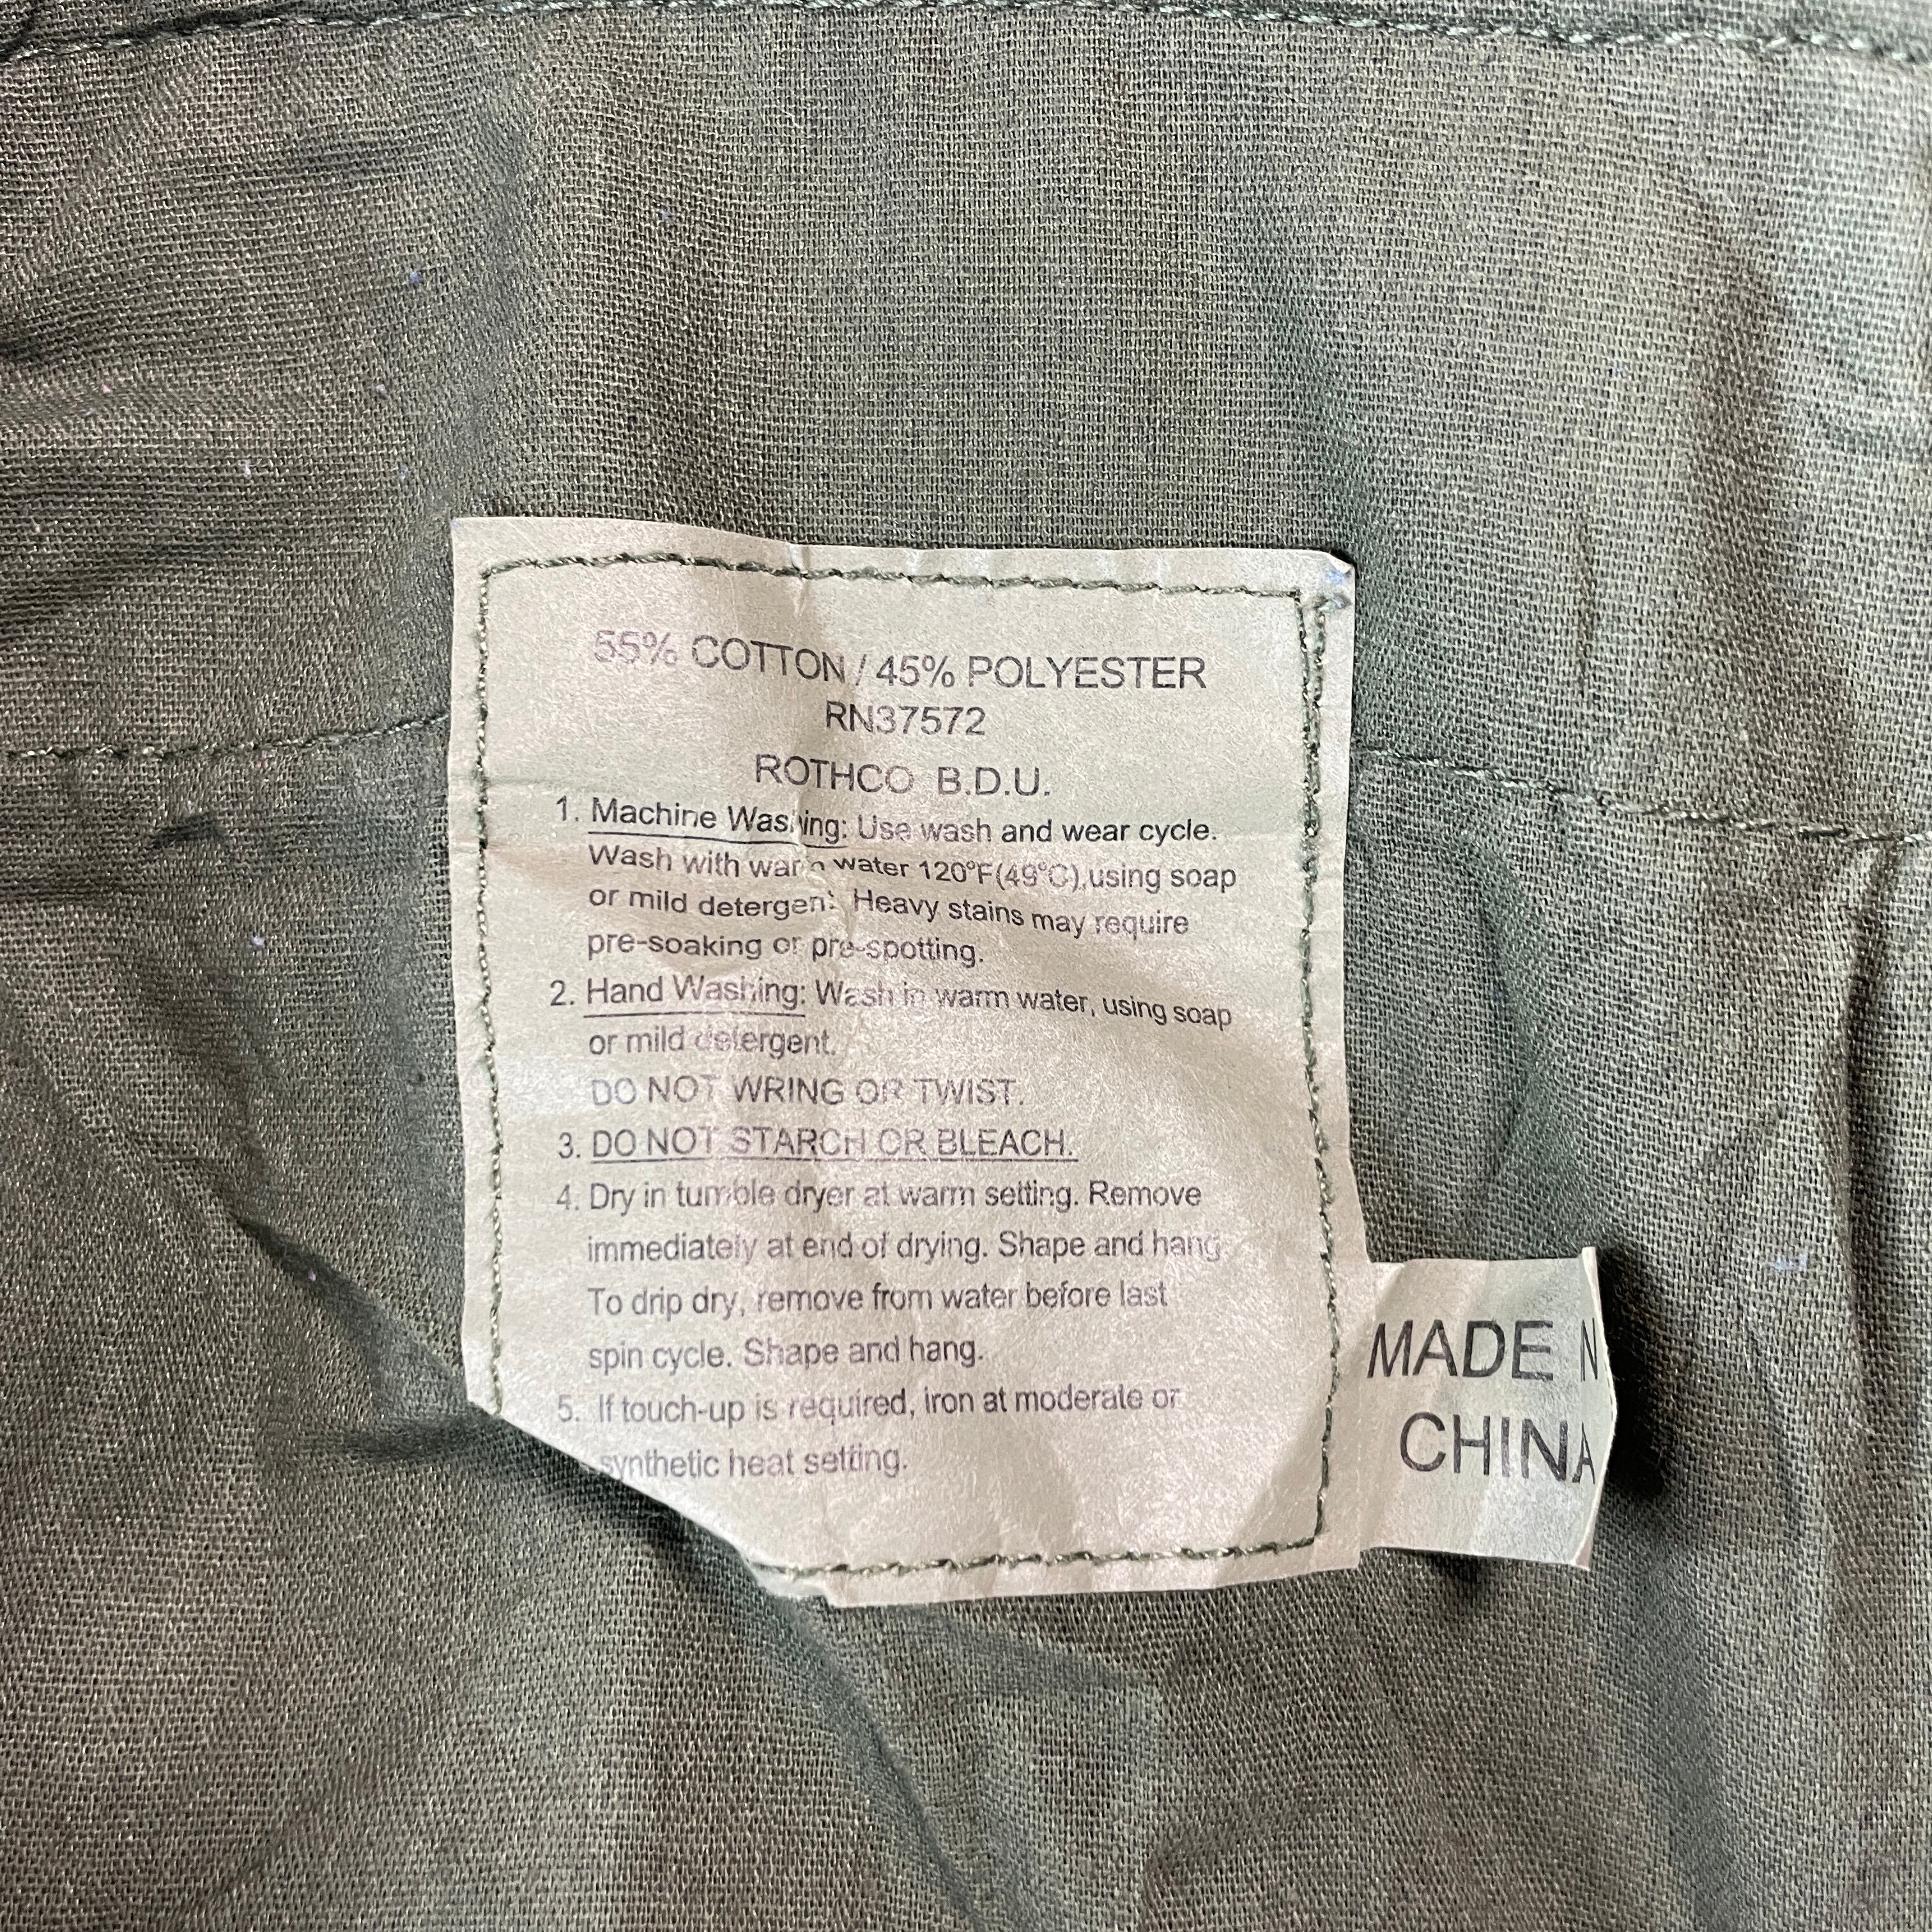 55% COTTON / 45% POLYESTER
RN37572
ROTHCO B.D.U.
1. Machine Washing: Use wash and wear cycle.
Wash with warm water 120°F(49°C),using soap
or mild detergent. Heavy stains may require
pre-soaking or pre-spotting.
2. Hand Washing: Wash in warm water, using soap
or mild detergent.
DO NOT WRING OR TWIST.
3. DO NOT STARCH OR BLEACH.
4. Dry in tumble dryer at warm setting. Remove
immediately at end of drying. Shape and hang
To drip dry, remove from water before last
spin cycle. Shape and hang.
5. If touch-up is required, iron at moderate or
synthetic heat setting.
MADE N
CHINA